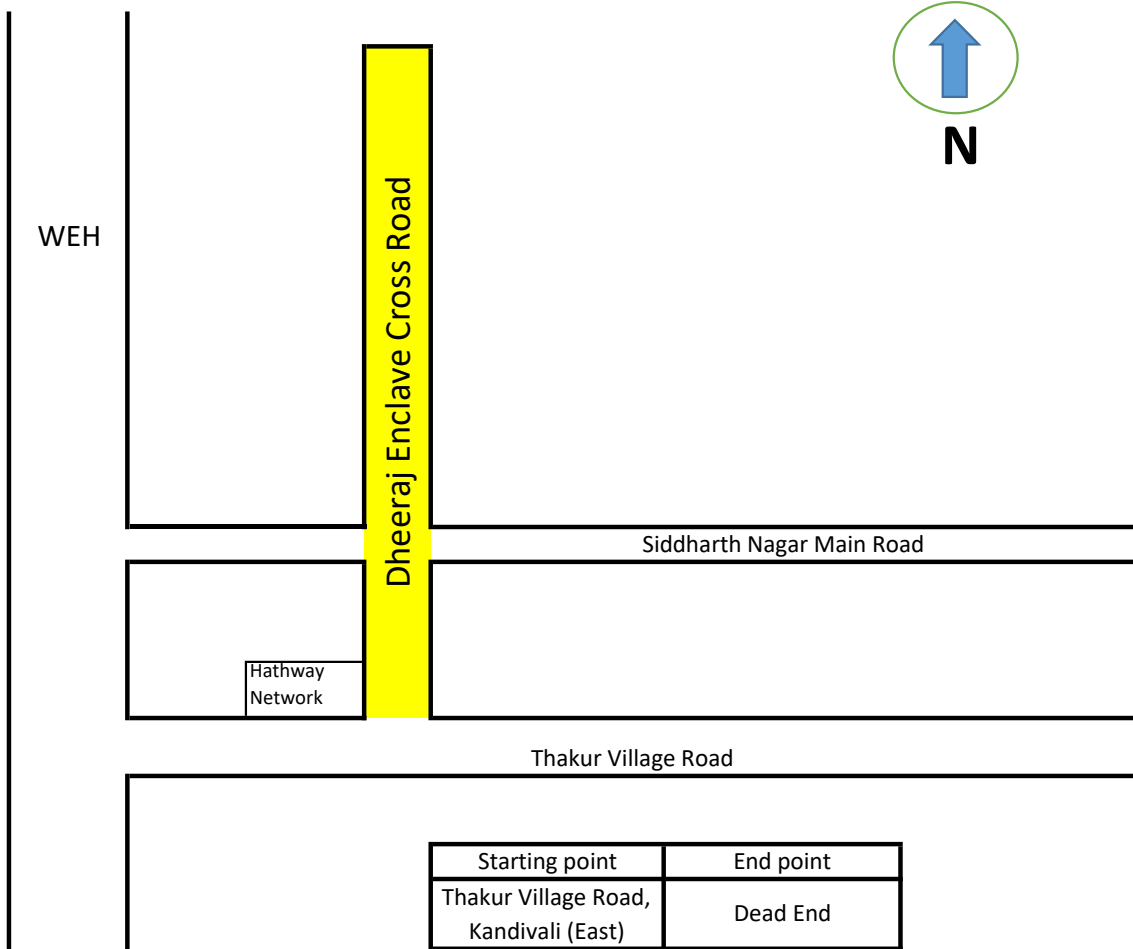 N
WEH
Dheeraj Enclave Cross Road
Siddharth Nagar Main Road
Hathway
Network
Thakur Village Road
Starting point End point
Thakur Village Road,
Kandivali (East)
Dead End